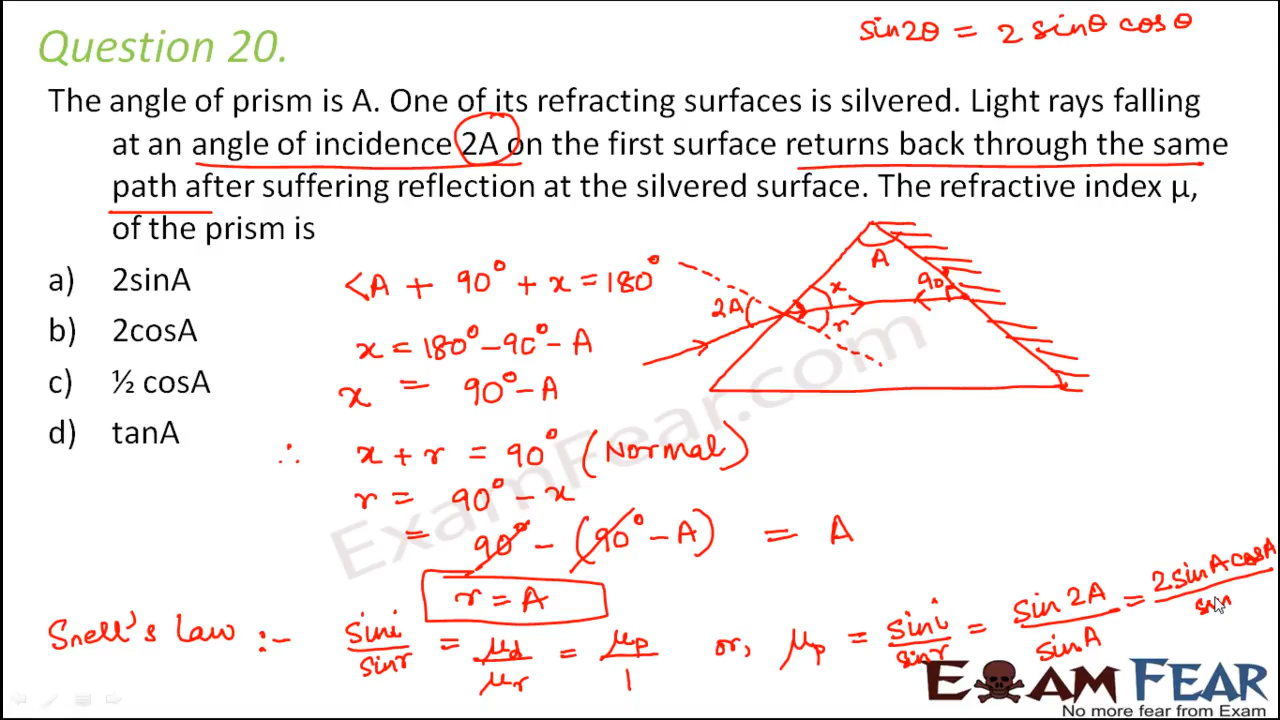 sin2θ = 2 sinθ cosθ
Question 20.
The angle of prism is A. One of its refracting surfaces is silvered. Light rays falling
at an angle of incidence 2A on the first surface returns back through the same
path after suffering reflection at the silvered surface. The refractive index μ,
of the prism is
a) 2sinA
b) 2cosA
c) ½ cosA
d) tanA
<A + 90° + x = 180°
x = 180° - 90° - A
x = 90° - A
∴ x + r = 90° (Normal)
r = 90° - x
= 90° - (90° - A) = A
r = A
A
90
x
2A
r
Snell's Law :- sini/sinr = μd/μr = μp/1 or, μp = sini/sinr = sin2A/sinA = 2sinA cosA/sin
ExamFear.com
EXAM FEAR
No more fear from Exam